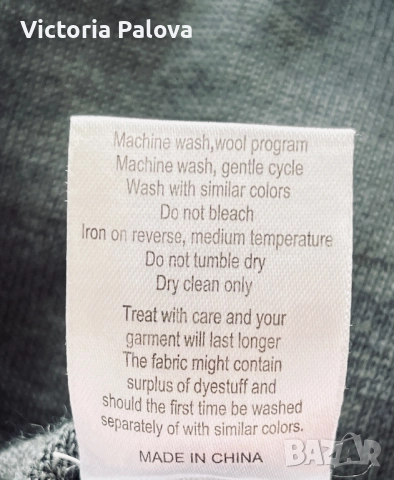 Victoria Palova
Machine wash,wool program
Machine wash, gentle cycle
Wash with similar colors
Do not bleach
Iron on reverse, medium temperature
Do not tumble dry
Dry clean only
Treat with care and your
garment will last longer
The fabric might contain
surplus of dyestuff and
should the first time be washed
separately of with similar colors.
MADE IN CHINA
BAZAR